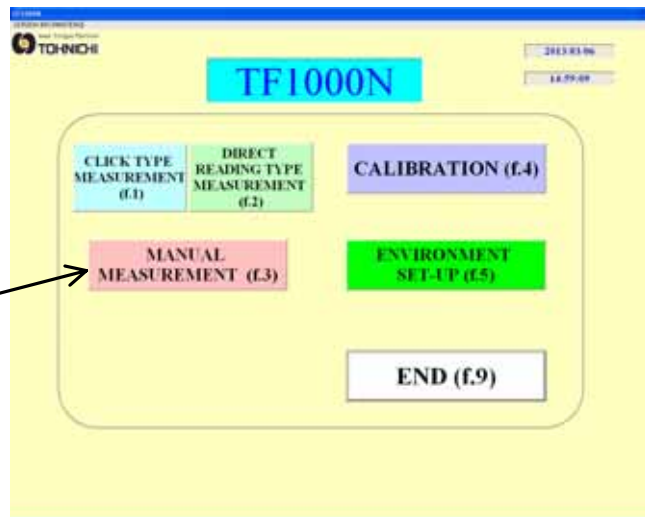 TF1000N
TOHNICHI
2013/03/06
14:59:09
TF1000N
CLICK TYPE
MEASUREMENT
(f.1)
DIRECT
READING TYPE
MEASUREMENT
(f.2)
CALIBRATION (f.4)
MANUAL
MEASUREMENT (f.3)
ENVIRONMENT
SET-UP (f.5)
END (f.9)